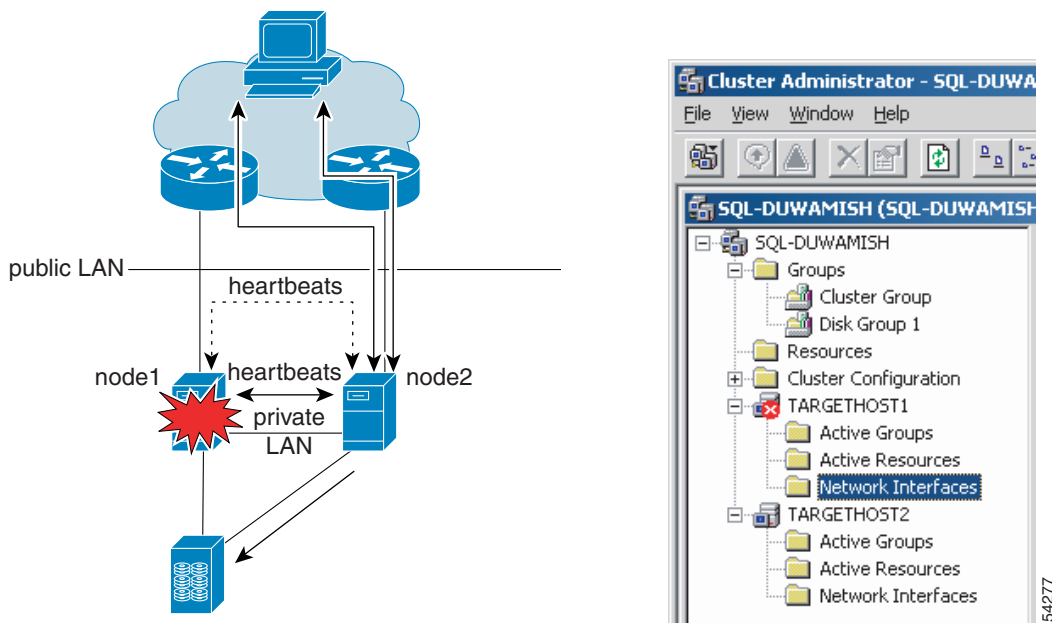 public LAN
heartbeats
node1
heartbeats
node2
private
LAN
Cluster Administrator - SQL-DUWA
File View Window Help
SQL-DUWAMISH (SQL-DUWAMISH
SQL-DUWAMISH
Groups
Cluster Group
Disk Group 1
Resources
Cluster Configuration
TARGETHOST1
Active Groups
Active Resources
Network Interfaces
TARGETHOST2
Active Groups
Active Resources
Network Interfaces
54277